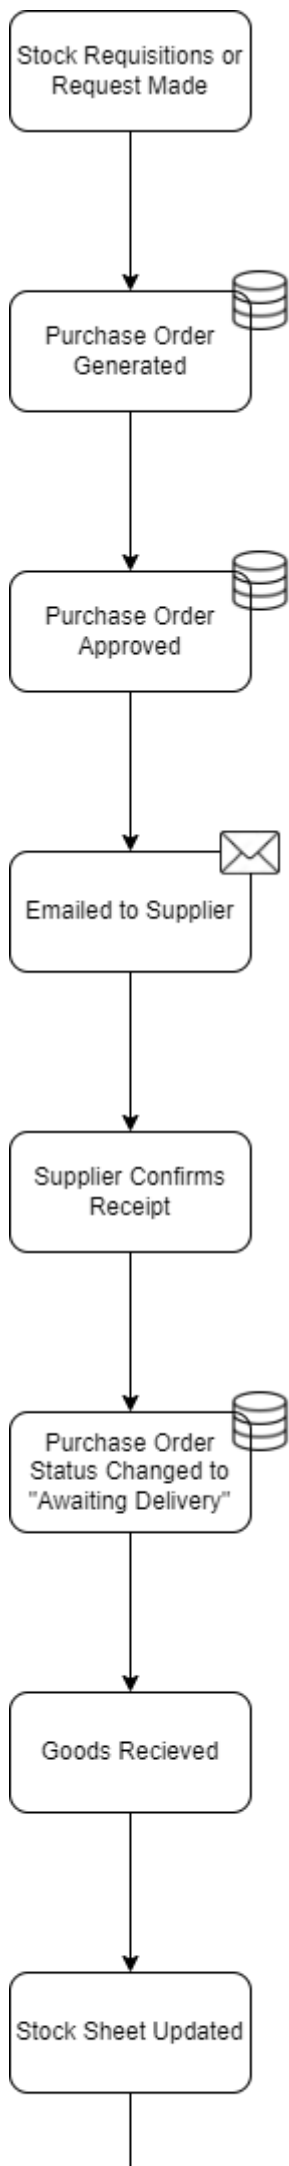 Stock Requisitions or
Request Made
Purchase Order
Generated
Purchase Order
Approved
Emailed to Supplier
Supplier Confirms
Receipt
Purchase Order
Status Changed to
"Awaiting Delivery"
Goods Recieved
Stock Sheet Updated